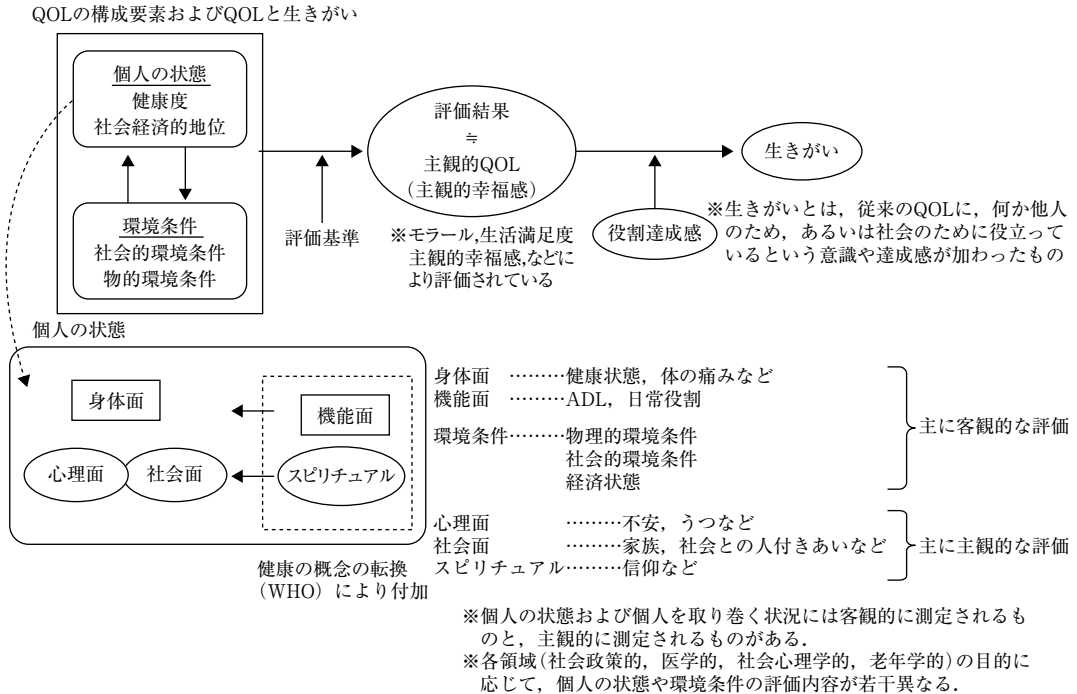 QOLの構成要素およびQOLと生きがい
個人の状態
健康度
社会経済的地位
環境条件
社会的環境条件
物的環境条件
評価基準
評価結果
≒
主観的QOL
（主観的幸福感）
※モラール,生活満足度
主観的幸福感,などに
より評価されている
役割達成感
生きがい
※生きがいとは，従来のQOLに，何か他人
のため，あるいは社会のために役立って
いるという意識や達成感が加わったもの
個人の状態
身体面
心理面
社会面
機能面
スピリチュアル
健康の概念の転換
（WHO）により付加
身体面 ………健康状態，体の痛みなど
機能面 ………ADL，日常役割
環境条件………物理的環境条件
社会的環境条件
経済状態
主に客観的な評価
心理面 ………不安，うつなど
社会面 ………家族，社会との人付きあいなど
スピリチュアル………信仰など
主に主観的な評価
※個人の状態および個人を取り巻く状況には客観的に測定されるも
のと，主観的に測定されるものがある．
※各領域（社会政策的，医学的，社会心理学的，老年学的）の目的に
応じて，個人の状態や環境条件の評価内容が若干異なる．